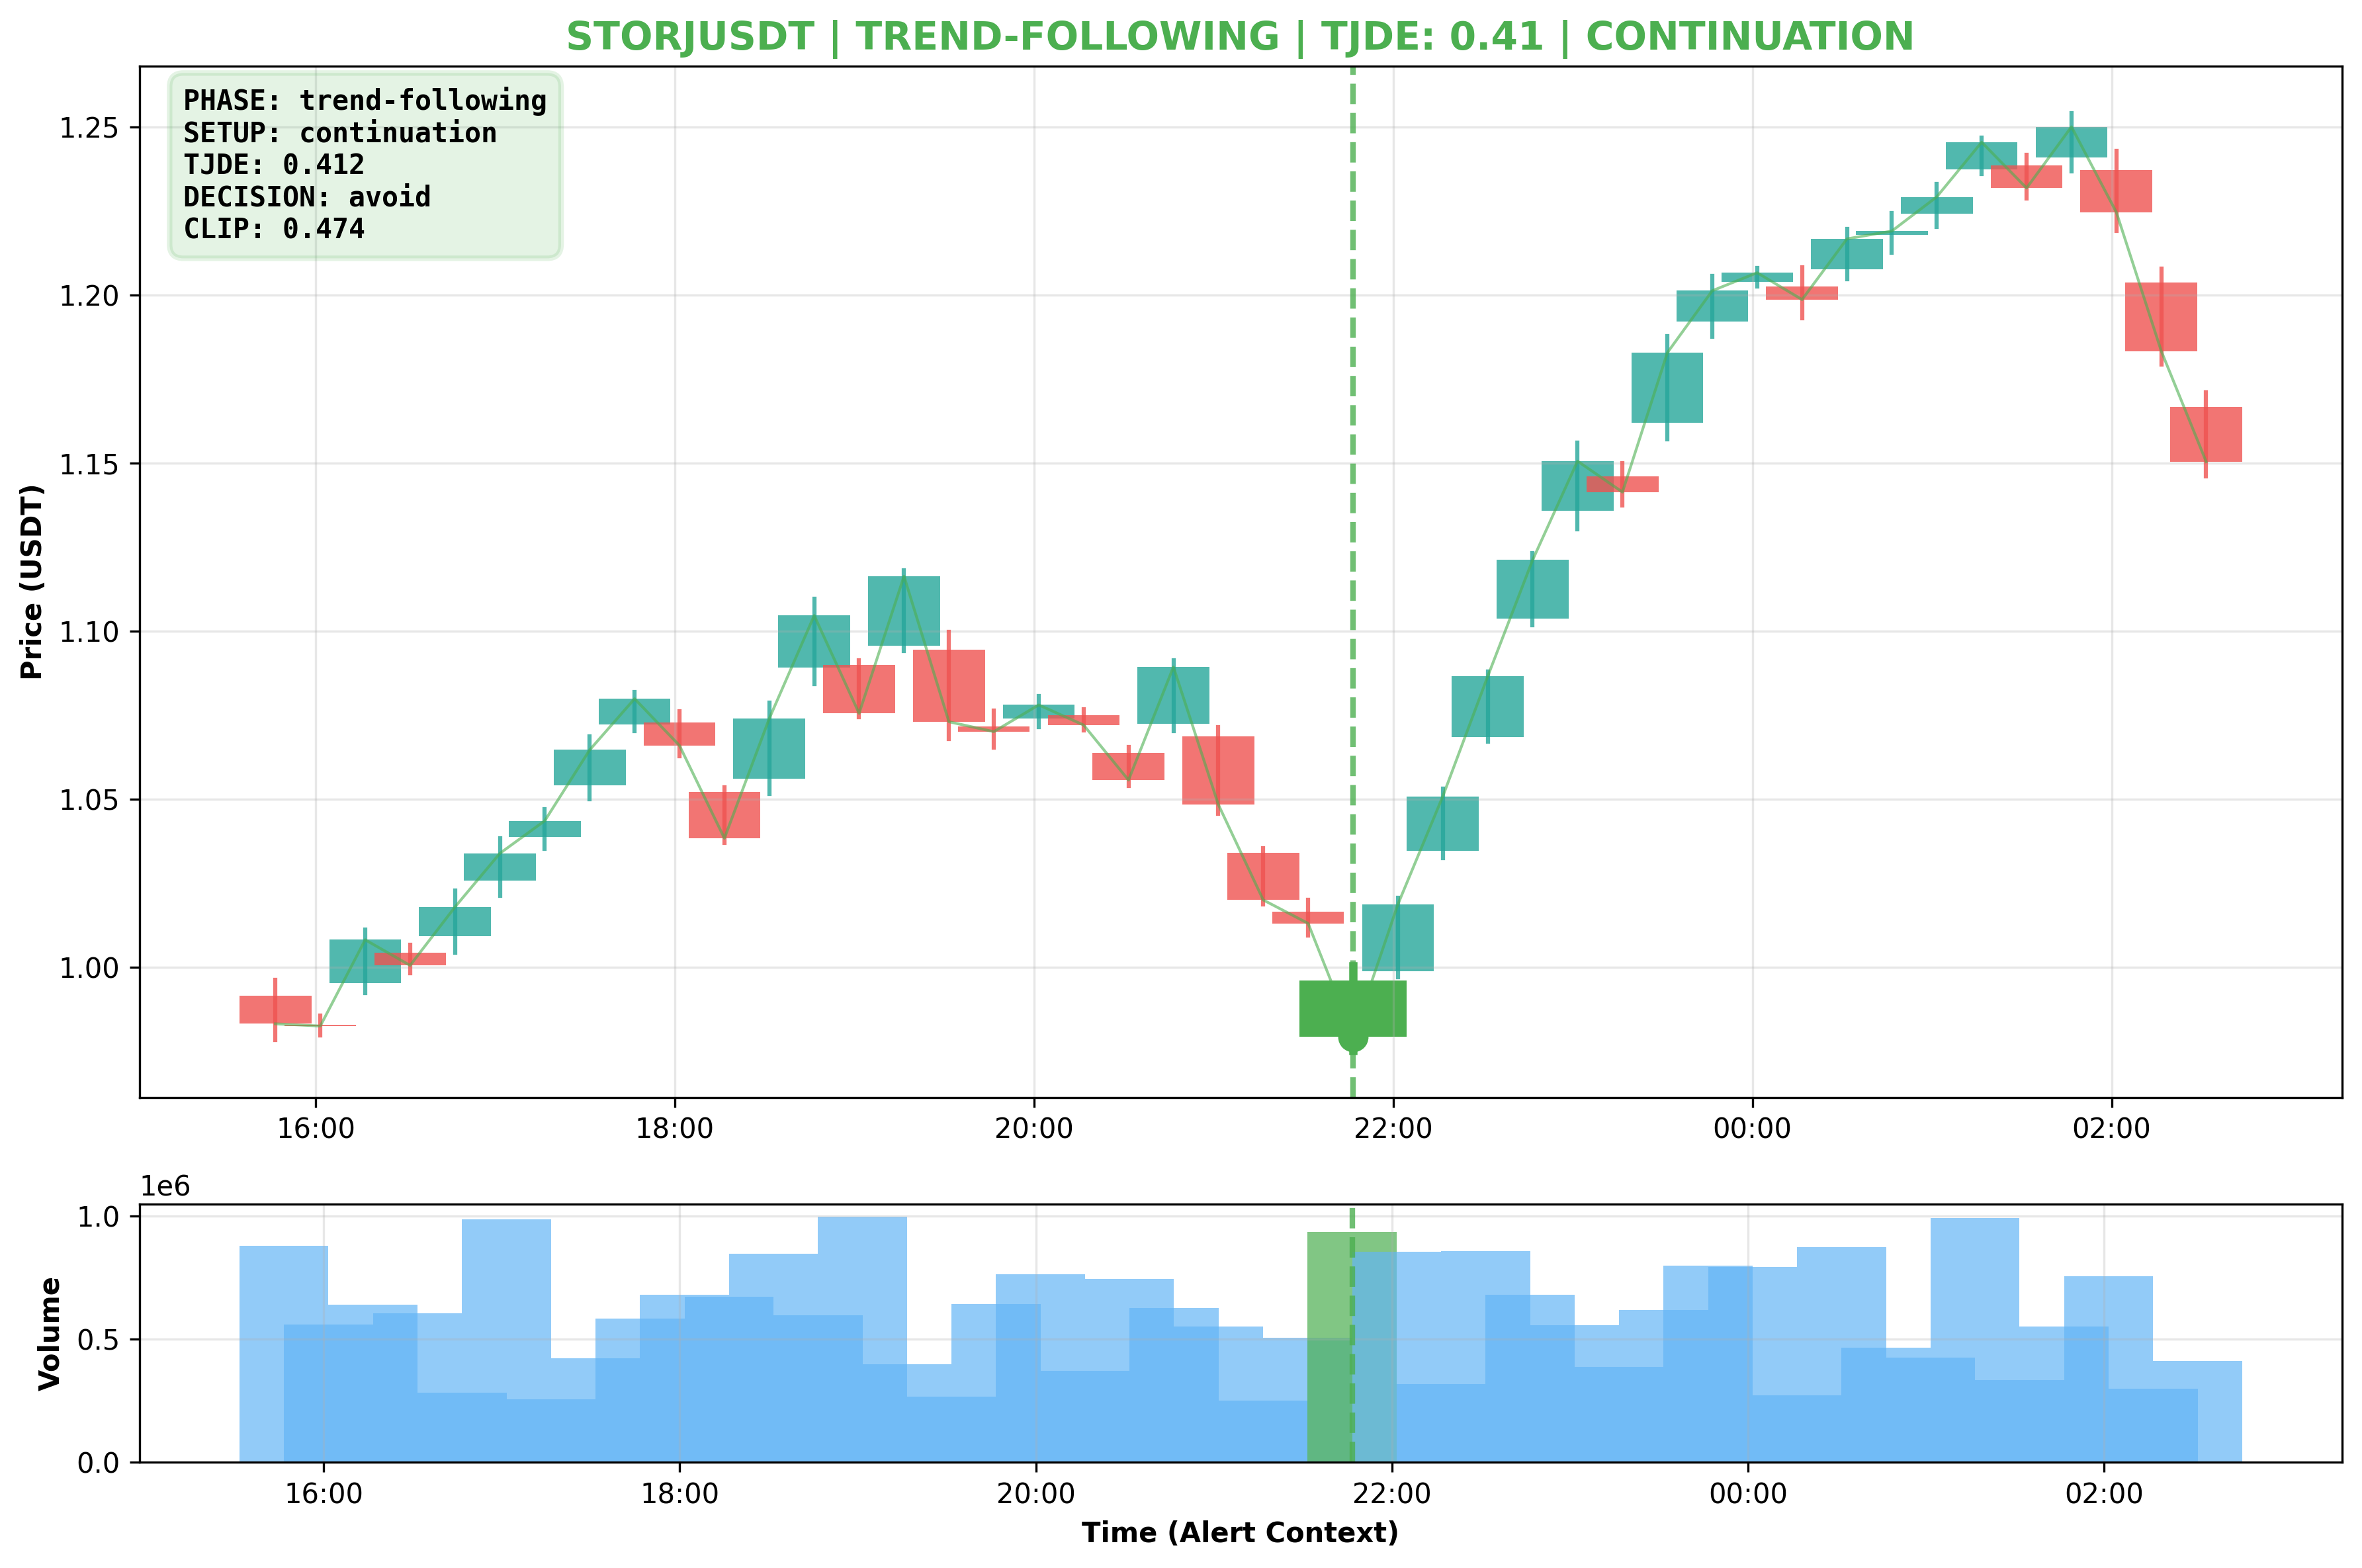 STORJUSDT | TREND-FOLLOWING | TJDE: 0.41 | CONTINUATION
PHASE: trend-following
SETUP: continuation
TJDE: 0.412
DECISION: avoid
CLIP: 0.474
Price (USDT)
1.25
1.20
1.15
1.10
1.05
1.00
16:00 18:00 20:00 22:00 00:00 02:00
1e6
Volume
1.0
0.5
0.0
16:00 18:00 20:00 22:00 00:00 02:00
Time (Alert Context)